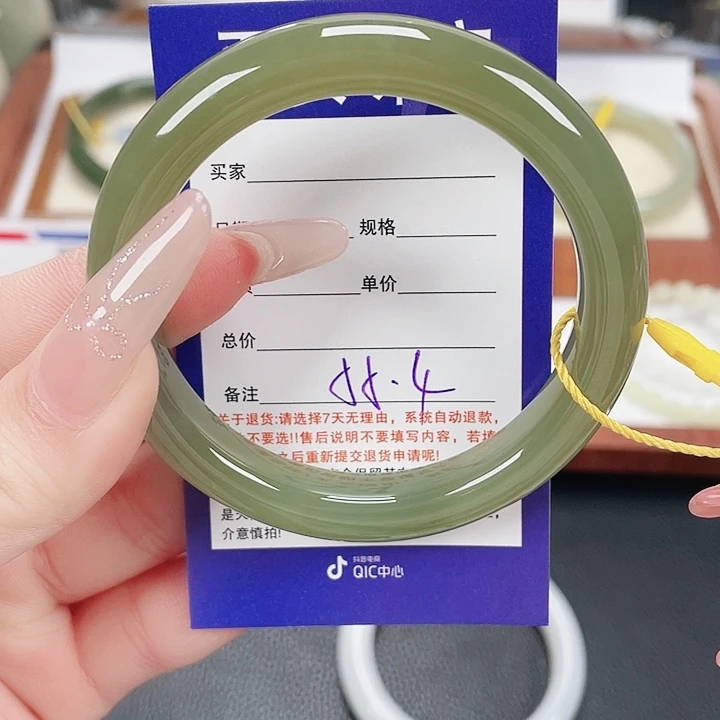 买家
规格
单价
总价
备注 55.4
关于退货:请选择7天无理由，系统自动退款，
不要选!!售后说明不要填写内容，若填
之后重新提交退货申请呢!
介意慎拍!
抖音电商
QIC中心